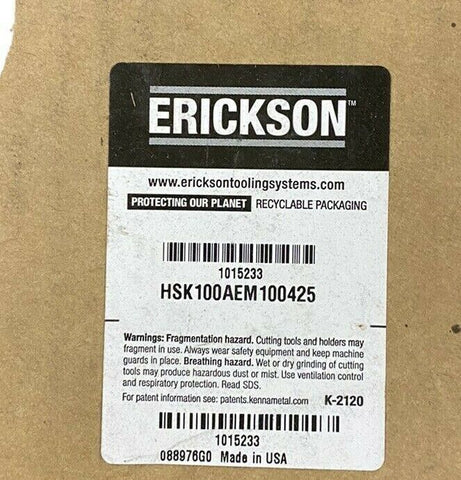 ERICKSON™
www.ericksontoolingsystems.com
PROTECTING OUR PLANET RECYCLABLE PACKAGING
1015233
HSK100AEM100425
Warnings: Fragmentation hazard. Cutting tools and holders may
fragment in use. Always wear safety equipment and keep machine
guards in place. Breathing hazard. Wet or dry grinding of cutting
tools may produce hazardous dust or mist. Use ventilation control
and respiratory protection. Read SDS.
For patent information see: patents.kennametal.com K-2120
1015233
088976G0 Made in USA